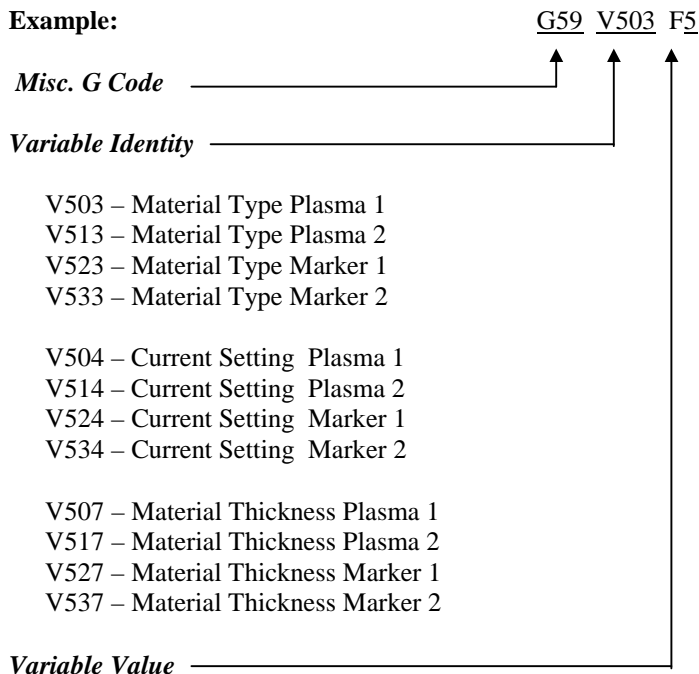 Example: G59 V503 F5
Misc. G Code
Variable Identity
V503 – Material Type Plasma 1
V513 – Material Type Plasma 2
V523 – Material Type Marker 1
V533 – Material Type Marker 2
V504 – Current Setting Plasma 1
V514 – Current Setting Plasma 2
V524 – Current Setting Marker 1
V534 – Current Setting Marker 2
V507 – Material Thickness Plasma 1
V517 – Material Thickness Plasma 2
V527 – Material Thickness Marker 1
V537 – Material Thickness Marker 2
Variable Value